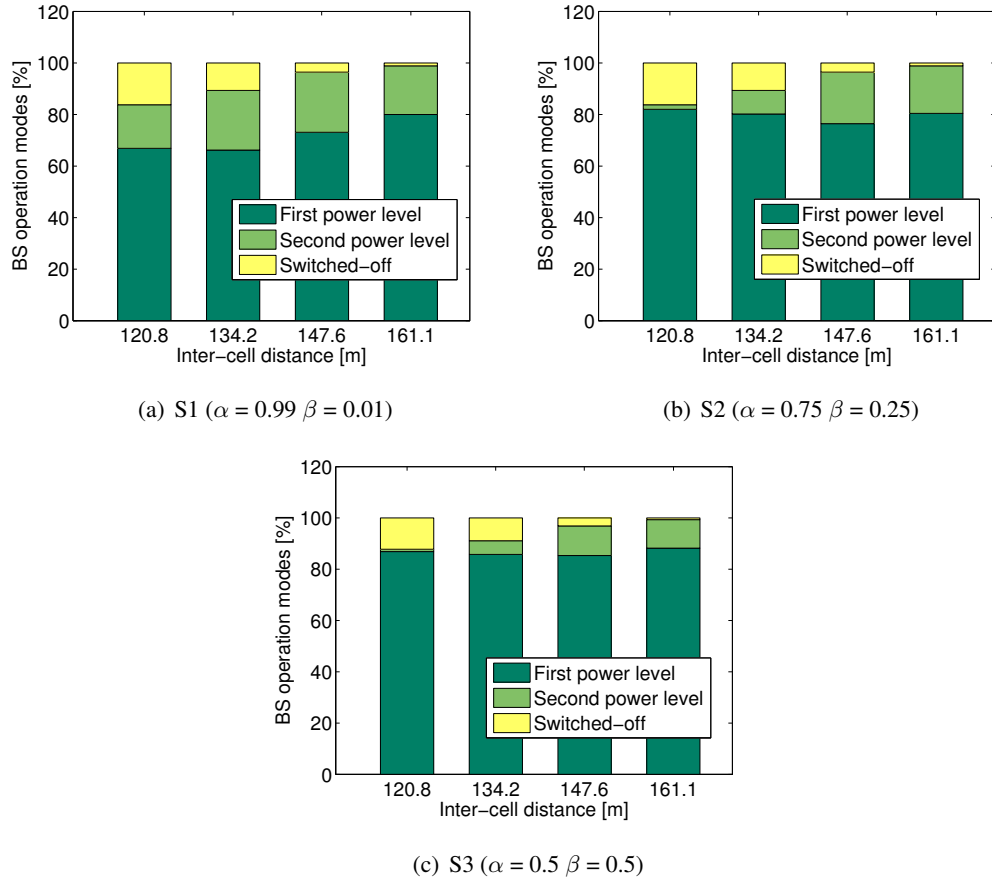 120
100
80
60
40
20
0
BS operation modes [%]
First power level
Second power level
Switched−off
120.8 134.2 147.6 161.1
Inter−cell distance [m]
(a) S1 (α = 0.99 β = 0.01)
120
100
80
60
40
20
0
BS operation modes [%]
First power level
Second power level
Switched−off
120.8 134.2 147.6 161.1
Inter−cell distance [m]
(b) S2 (α = 0.75 β = 0.25)
120
100
80
60
40
20
0
BS operation modes [%]
First power level
Second power level
Switched−off
120.8 134.2 147.6 161.1
Inter−cell distance [m]
(c) S3 (α = 0.5 β = 0.5)